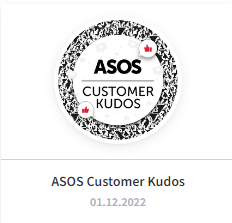 ASOS
CUSTOMER
KUDOS
ASOS Customer Kudos
01.12.2022